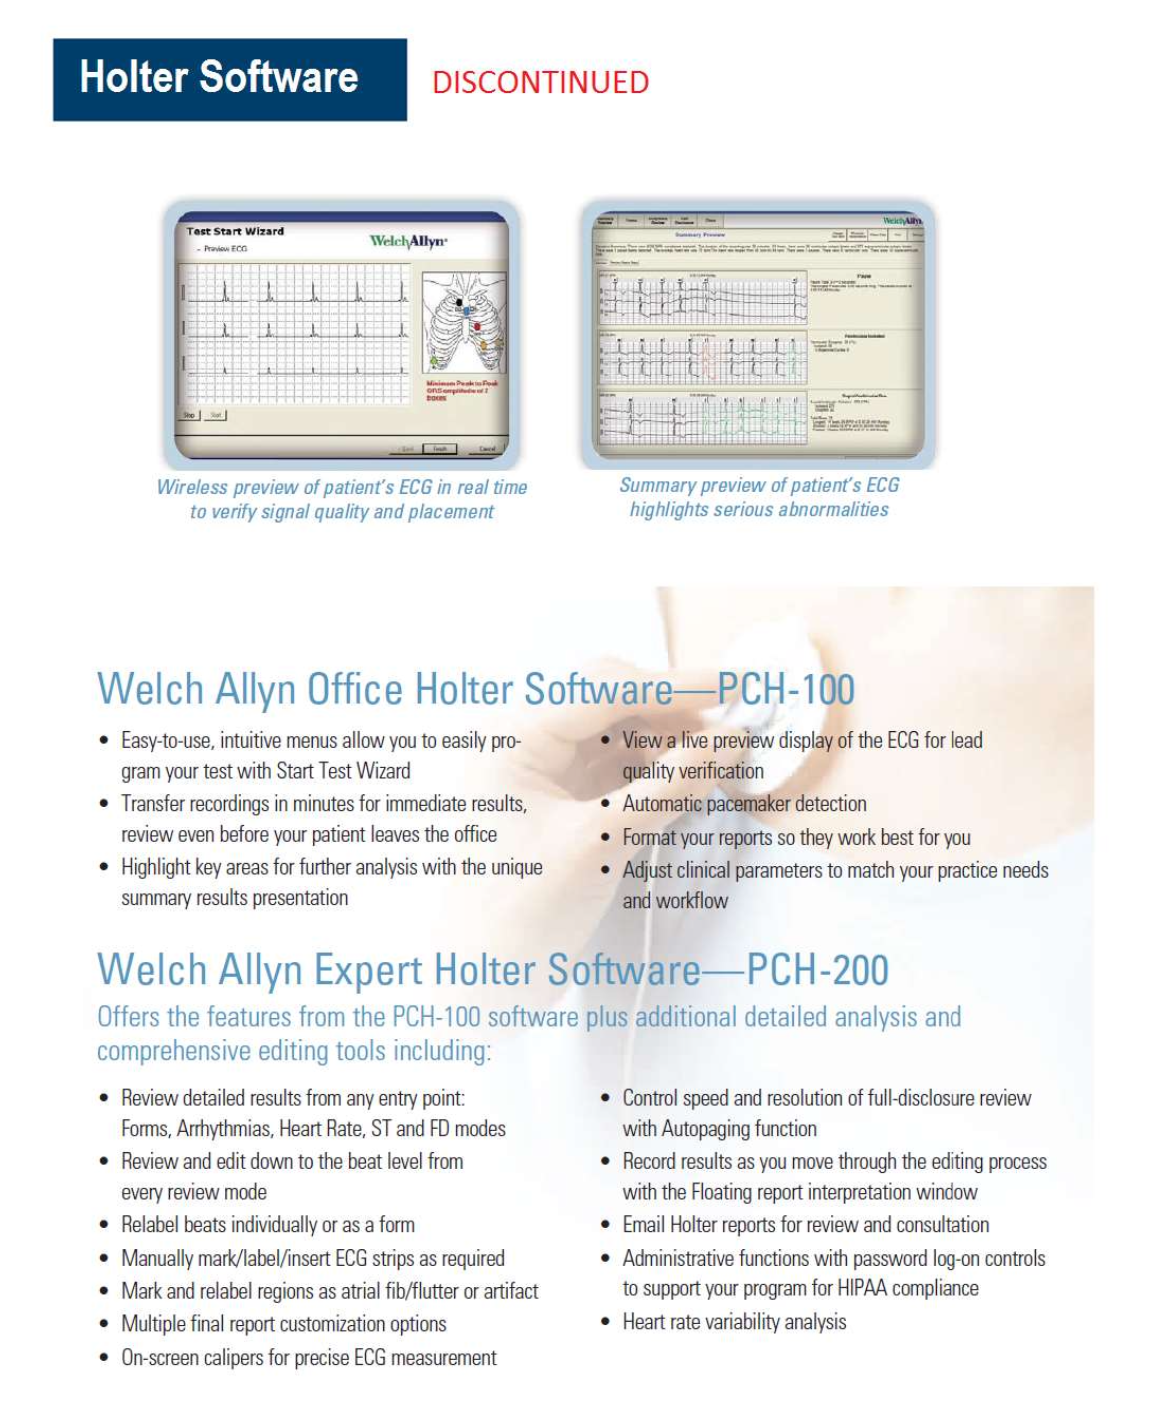 Holter Software
DISCONTINUED
Test Start Wizard
- Preview ECG
WelchAllyn
Minimum Peak to Peak
QRS amplitude of 2
boxes
Stop
Start
Finish
Cancel
WelchAllyn
Summary Preview
Pause
Wireless preview of patient's ECG in real time
to verify signal quality and placement
Summary preview of patient's ECG
highlights serious abnormalities
Welch Allyn Office Holter Software—PCH-100
• Easy-to-use, intuitive menus allow you to easily pro-
gram your test with Start Test Wizard
• Transfer recordings in minutes for immediate results,
review even before your patient leaves the office
• Highlight key areas for further analysis with the unique
summary results presentation
• View a live preview display of the ECG for lead
quality verification
• Automatic pacemaker detection
• Format your reports so they work best for you
• Adjust clinical parameters to match your practice needs
and workflow
Welch Allyn Expert Holter Software—PCH-200
Offers the features from the PCH-100 software plus additional detailed analysis and
comprehensive editing tools including:
• Review detailed results from any entry point:
Forms, Arrhythmias, Heart Rate, ST and FD modes
• Review and edit down to the beat level from
every review mode
• Relabel beats individually or as a form
• Manually mark/label/insert ECG strips as required
• Mark and relabel regions as atrial fib/flutter or artifact
• Multiple final report customization options
• On-screen calipers for precise ECG measurement
• Control speed and resolution of full-disclosure review
with Autopaging function
• Record results as you move through the editing process
with the Floating report interpretation window
• Email Holter reports for review and consultation
• Administrative functions with password log-on controls
to support your program for HIPAA compliance
• Heart rate variability analysis